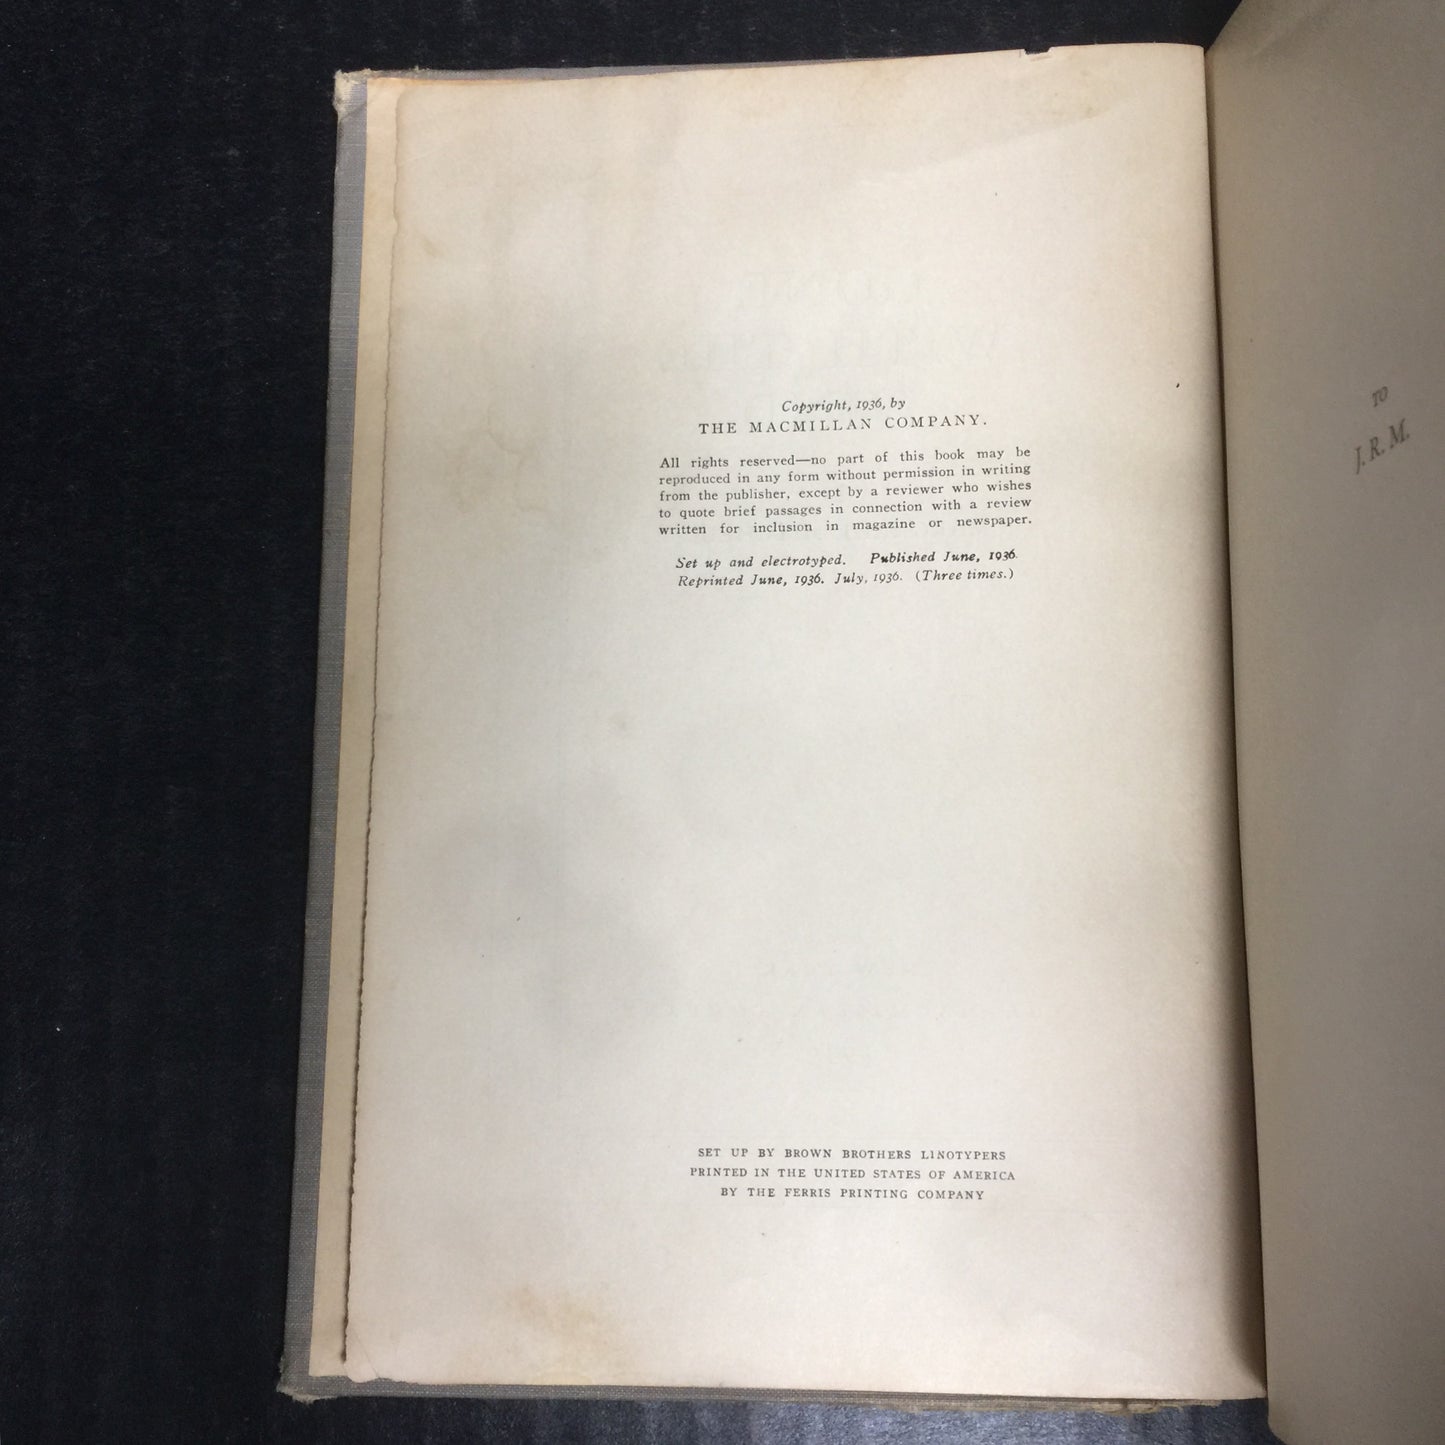 Copyright, 1936, by
THE MACMILLAN COMPANY.
All rights reserved—no part of this book may be
reproduced in any form without permission in writing
from the publisher, except by a reviewer who wishes
to quote brief passages in connection with a review
written for inclusion in magazine or newspaper.
Set up and electrotyped. Published June, 1936.
Reprinted June, 1936. July, 1936. (Three times.)
SET UP BY BROWN BROTHERS LINOTYPERS
PRINTED IN THE UNITED STATES OF AMERICA
BY THE FERRIS PRINTING COMPANY
TO
J. R. M.